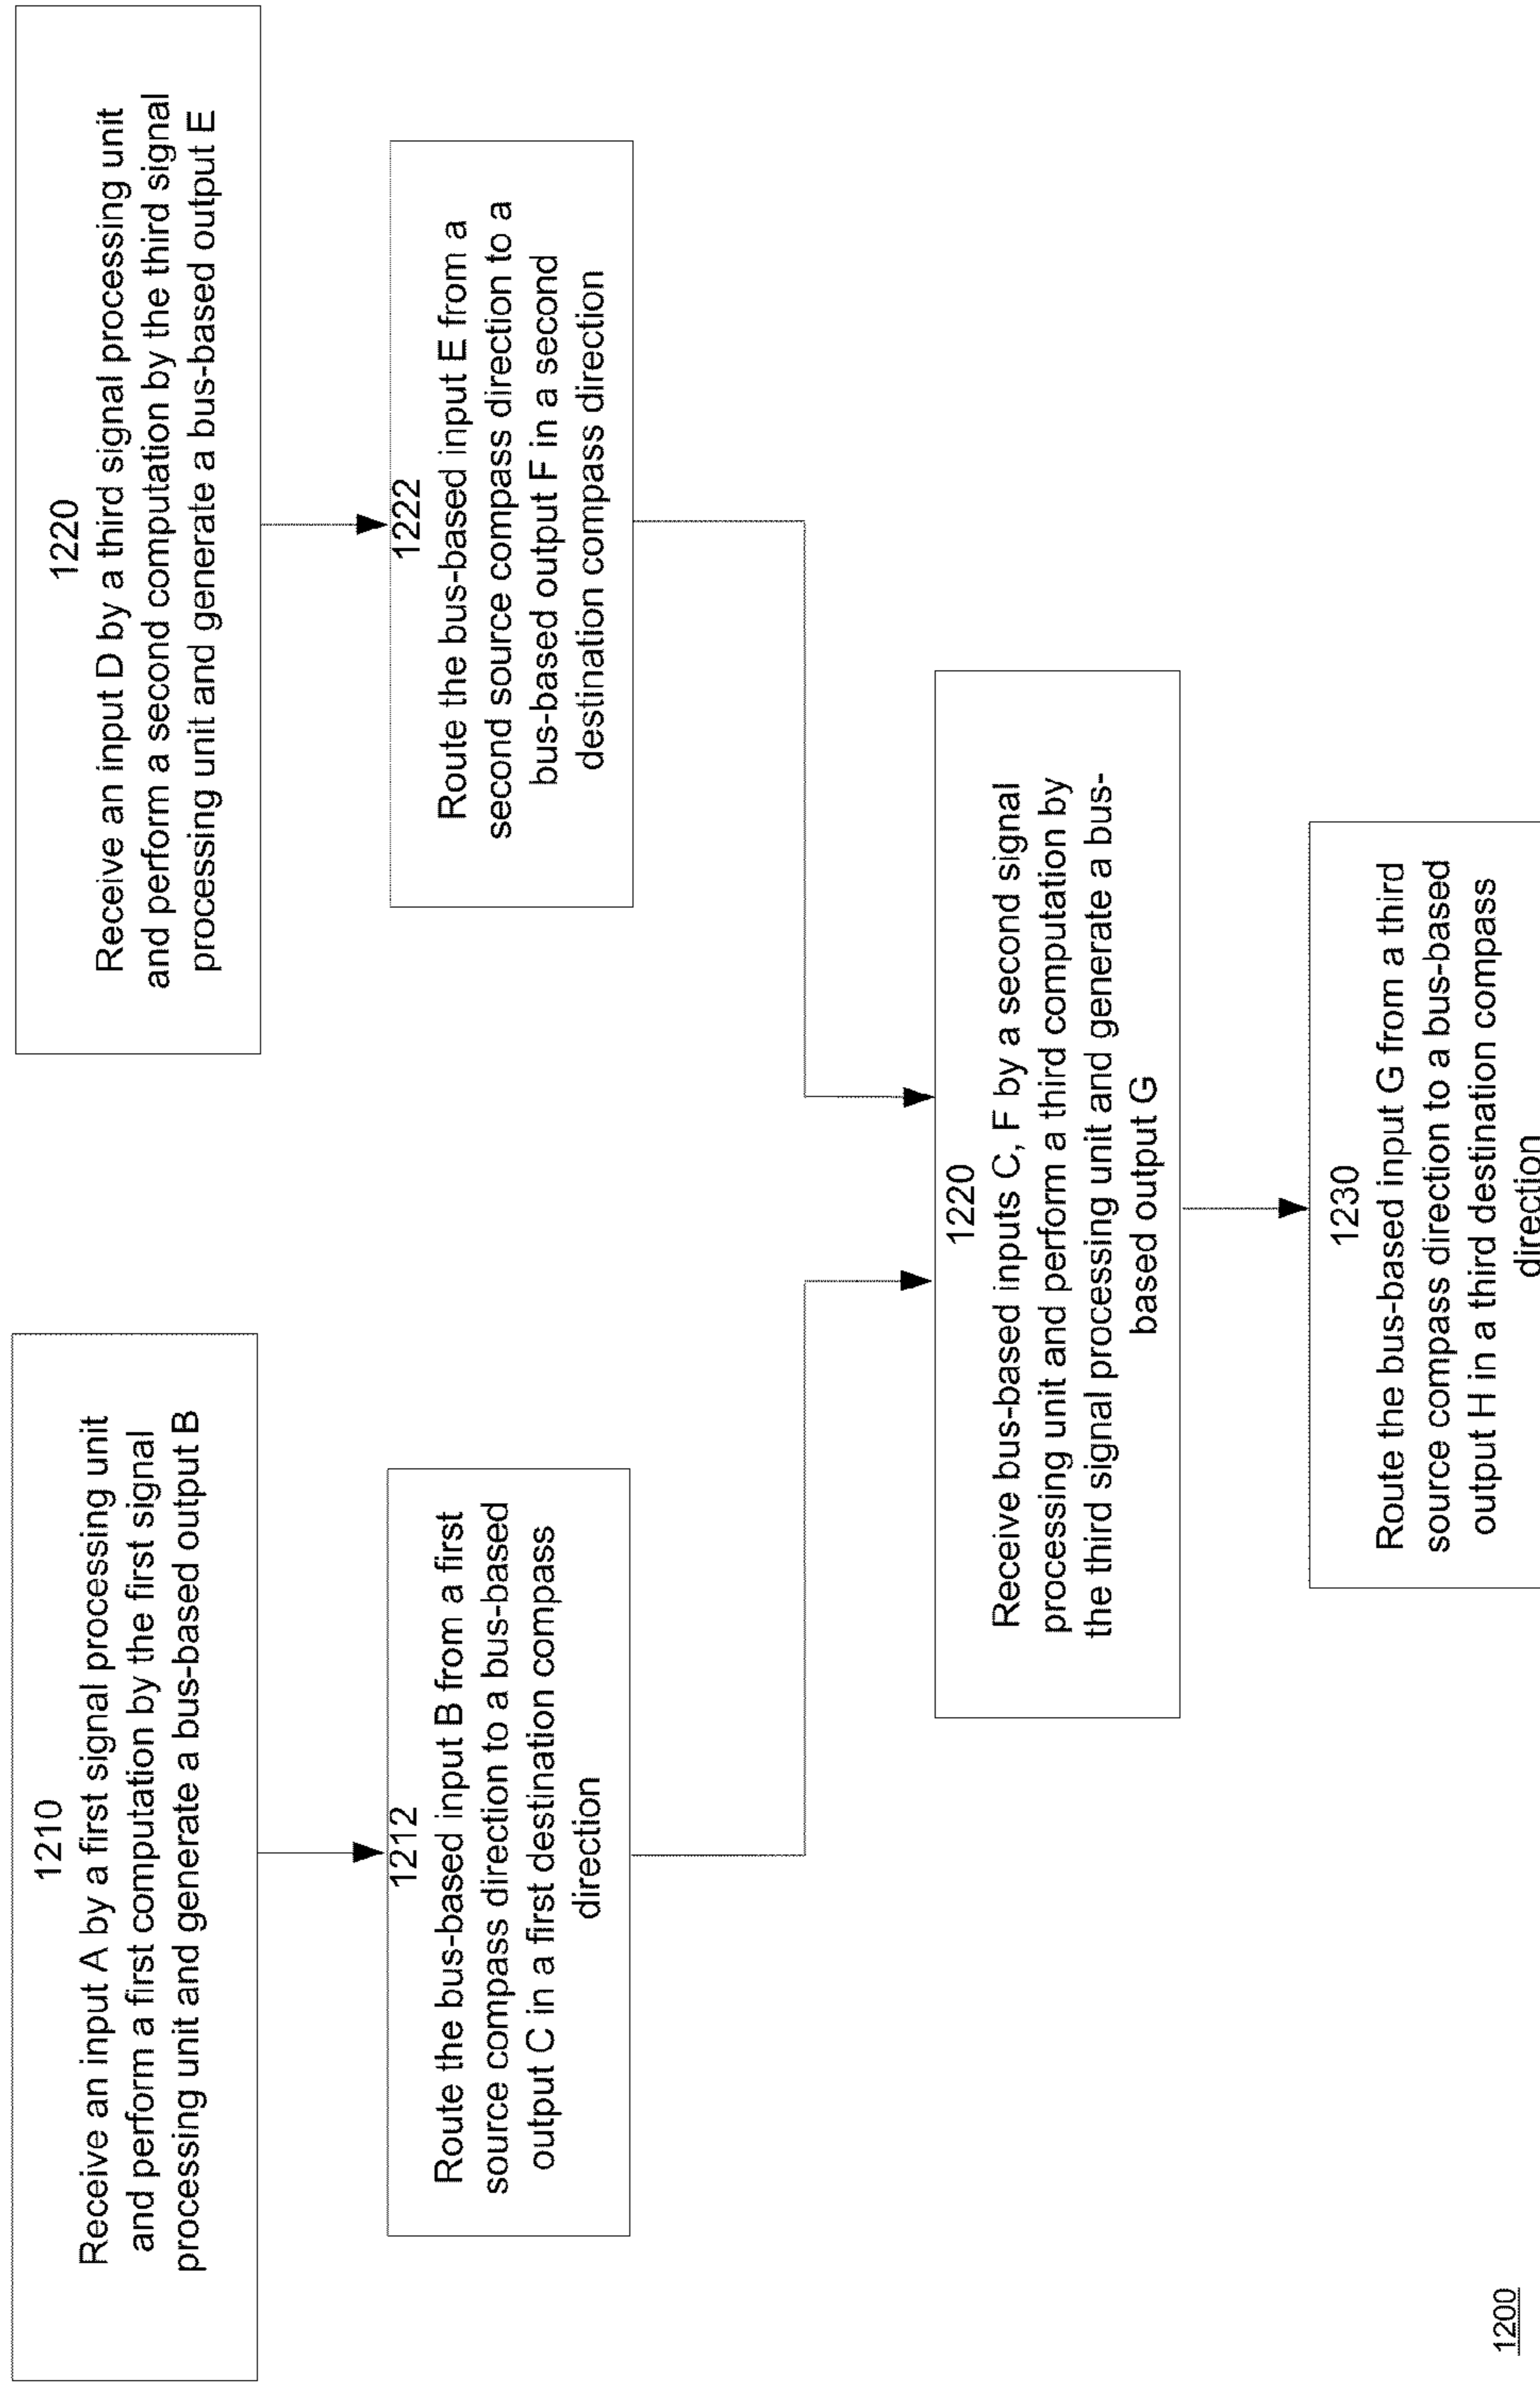 1210
Receive an input A by a first signal processing unit
and perform a first computation by the first signal
processing unit and generate a bus-based output B
1220
Receive an input D by a third signal processing unit
and perform a second computation by the third signal
processing unit and generate a bus-based output E
1212
Route the bus-based input B from a first
source compass direction to a bus-based
output C in a first destination compass
direction
1222
Route the bus-based input E from a
second source compass direction to a
bus-based output F in a second
destination compass direction
1220
Receive bus-based inputs C, F by a second signal
processing unit and perform a third computation by
the third signal processing unit and generate a bus-
based output G
1230
Route the bus-based input G from a third
source compass direction to a bus-based
output H in a third destination compass
direction
1200